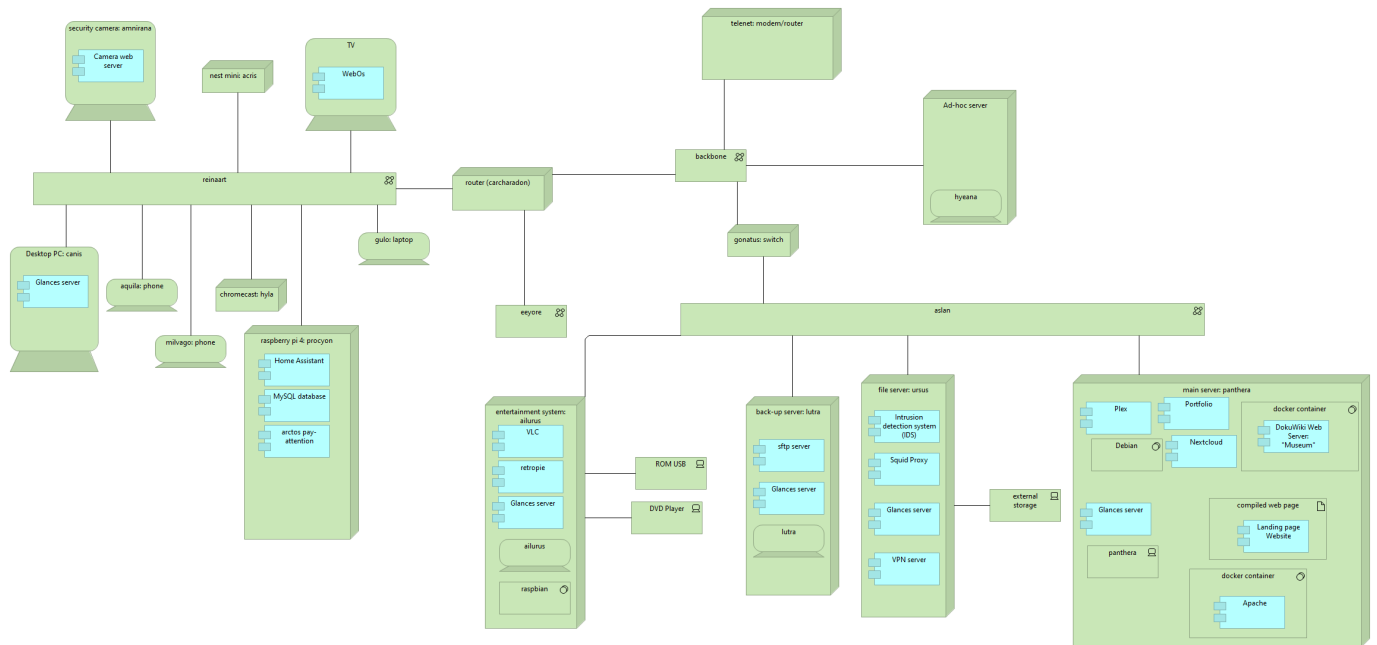 security camera: amnirana
Camera web
server
nest mini: acris
TV
WebOs
telenet: modem/router
Ad-hoc server
hyeana
backbone
reinaart
router (carcharadon)
gonatus: switch
Desktop PC: canis
Glances server
aquila: phone
milvago: phone
chromecast: hyla
gulo: laptop
raspberry pi 4: procyon
Home Assistant
MySQL database
arctos pay-
attention
eeyore
aslan
entertainment system:
ailurus
VLC
retropie
Glances server
ailurus
raspbian
ROM USB
DVD Player
back-up server: lutra
sftp server
Glances server
lutra
file server: ursus
Intrusion
detection system
(IDS)
Squid Proxy
Glances server
VPN server
external
storage
main server: panthera
Plex
Portfolio
Debian
Nextcloud
docker container
DokuWiki Web
Server:
"Museum"
Glances server
panthera
compiled web page
Landing page
Website
docker container
Apache